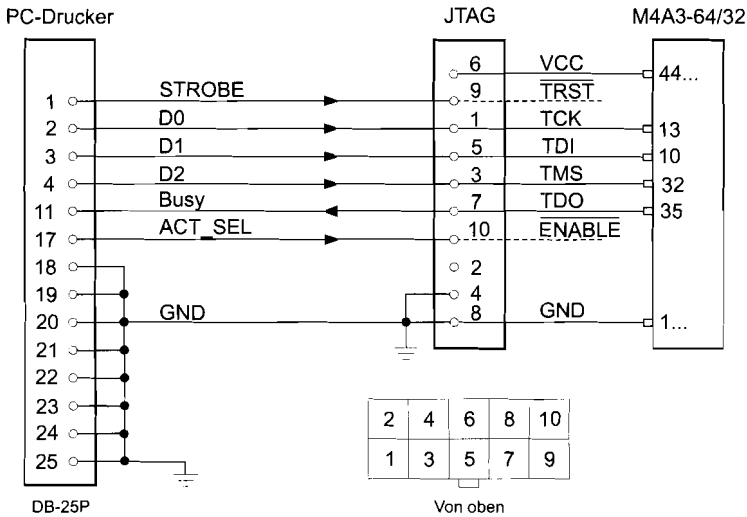 PC-Drucker JTAG M4A3-64/32
6 VCC 44...
1 STROBE 9 TRST
2 D0 1 TCK 13
3 D1 5 TDI 10
4 D2 3 TMS 32
11 Busy 7 TDO 35
17 ACT_SEL 10 ENABLE
18 2
19 4
20 GND 8 GND 1...
21
22
23
24
25
2 4 6 8 10
1 3 5 7 9
DB-25P Von oben